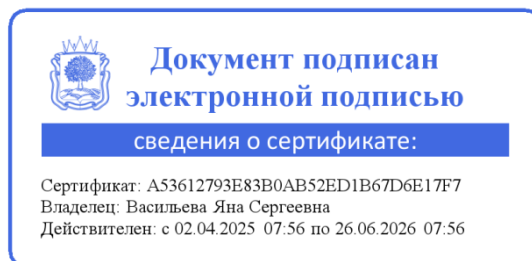 Документ подписан
электронной подписью
сведения о сертификате:
Сертификат: A53612793E83B0AB52ED1B67D6E17F7
Владелец: Васильева Яна Сергеевна
Действителен: с 02.04.2025 07:56 по 26.06.2026 07:56